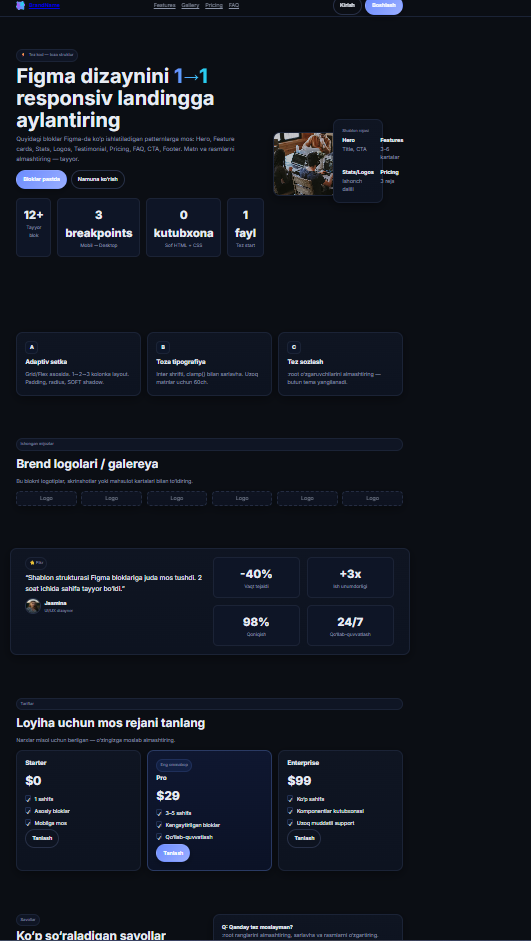 Features Gallery Pricing FAQ
Kirish
Boshlash
Tez kun — toza struktur
Figma dizaynini 1→1
responsiv landingga
aylantiring
Quyidagi bloklar Figma-da ko'p ishlatiladigan patternlarga mos: Hero, Feature
cards, Stats, Logos, Testimonial, Pricing, FAQ, CTA, Footer. Matn va rasmlarni
almashtiring — tayyor.
Bloklar paketi
Namuna ko'rish
Blokdan nigosi
Hero
Title, CTA
Features
3–6
kartalar
Stats/Logos
Ishonch
dalili
Pricing
3 reja
12+
Tayyor
blok
3
breakpoints
Mobil → Desktop
0
kutubxona
Sof HTML + CSS
1
fayl
Tez start
A
Adaptiv setka
Grid/Flex asosida. 1→2→3 kolonka layout.
Padding, radius, SOFT shadow.
B
Toza tipografiya
Inter shrifti, clamp() bilan sarlavha. Uzoq
matnlar uchun 60ch.
C
Tez sozlash
:root o'zgaruvchilarini almashtiring —
butun tema yangilanadi.
Ishongan mijozlar
Brend logolari / galereya
Bu blokni logotiplar, skrinshotlar yoki mahsulot kartalari bilan to'ldiring.
Logo Logo Logo Logo Logo Logo
Fikr
"Shablon strukturasi Figma bloklariga juda mos tushdi. 2
soat ichida sahifa tayyor bo'ldi."
Jasmina
UI/UX dizayner
-40%
Vaqt tejaldi
+3x
Ish unumdorligi
98%
Qoniqish
24/7
Qo'llab-quvvatlash
Tariflar
Loyiha uchun mos rejani tanlang
Narxlar misol uchun berilgan — o'zingizga moslab almashtiring.
Starter
$0
1 sahifa
Asosiy bloklar
Mobilga mos
Tanlash
Eng ommabop
Pro
$29
3–5 sahifa
Kengaytirilgan bloklar
Qo'llab-quvvatlash
Tanlash
Enterprise
$99
Ko'p sahifa
Komponentlar kutubxonasi
Uzoq muddatli support
Tanlash
Savollar
Ko'p so'raladigan savollar
Q: Qanday tez moslayman?
:root ranglarini almashtiring, sarlavha va rasmlarni o'zgartiring.